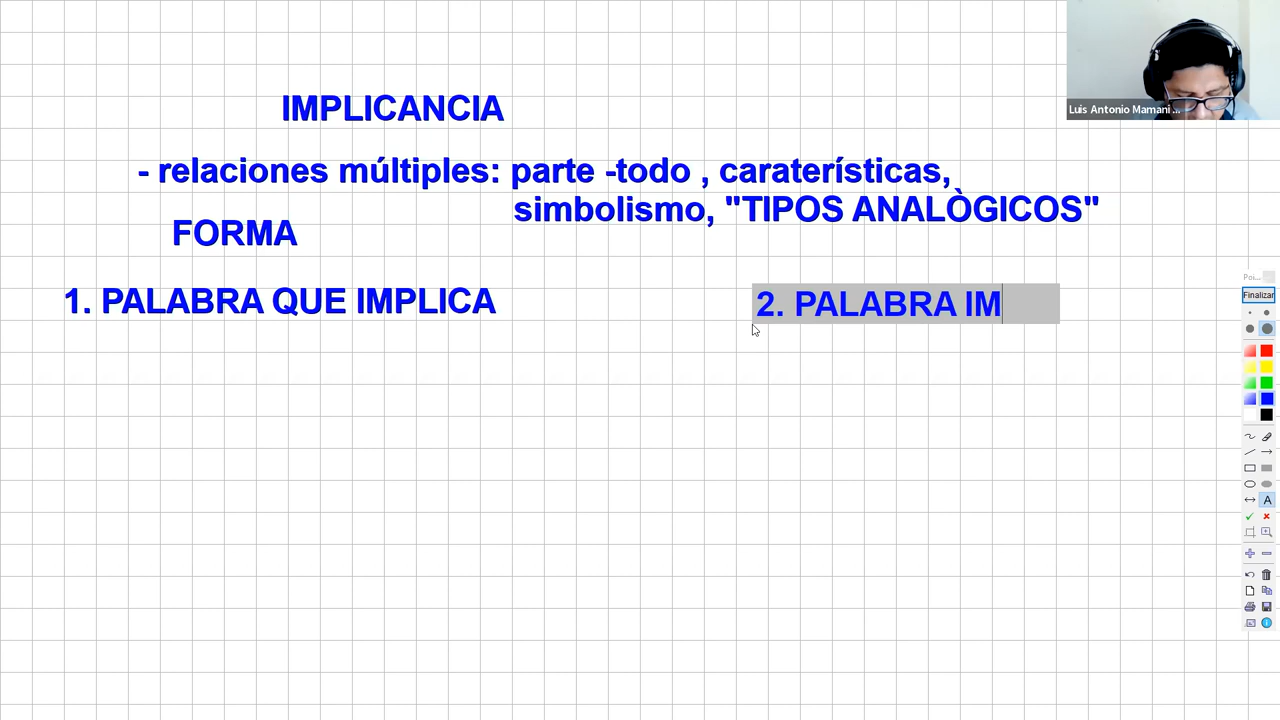 IMPLICANCIA
- relaciones múltiples: parte -todo , caraterísticas,
simbolismo, "TIPOS ANALÒGICOS"
FORMA
1. PALABRA QUE IMPLICA
2. PALABRA IM
Luis Antonio Mamani ...
Poi...
Finalizar
A